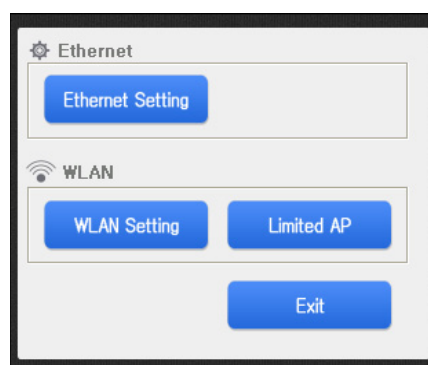 Ethernet
Ethernet Setting
WLAN
WLAN Setting
Limited AP
Exit